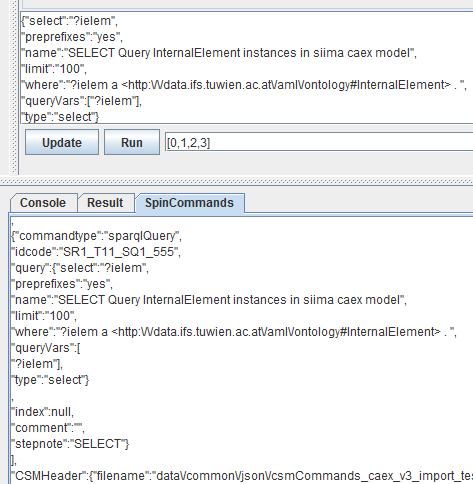 {"select":"?ielem",
"preprefixes":"yes",
"name":"SELECT Query InternalElement instances in siima caex model",
"limit":"100",
"where":"?ielem a <http:\/\/data.ifs.tuwien.ac.at\/aml\/ontology#InternalElement> . ",
"queryVars":["?ielem"],
"type":"select"}
Update Run [0,1,2,3]
Console Result SpinCommands
,
{"commandtype":"sparqlQuery",
"idcode":"SR1_T11_SQ1_555",
"query":{"select":"?ielem",
"preprefixes":"yes",
"name":"SELECT Query InternalElement instances in siima caex model",
"limit":"100",
"where":"?ielem a <http:\/\/data.ifs.tuwien.ac.at\/aml\/ontology#InternalElement> . ",
"queryVars":[
"?ielem"],
"type":"select"}
,
"index":null,
"comment":"",
"stepnote":"SELECT"}
],
"CSMHeader":{"filename":"data\/common\/json\/csmCommands_caex_v3_import_tes